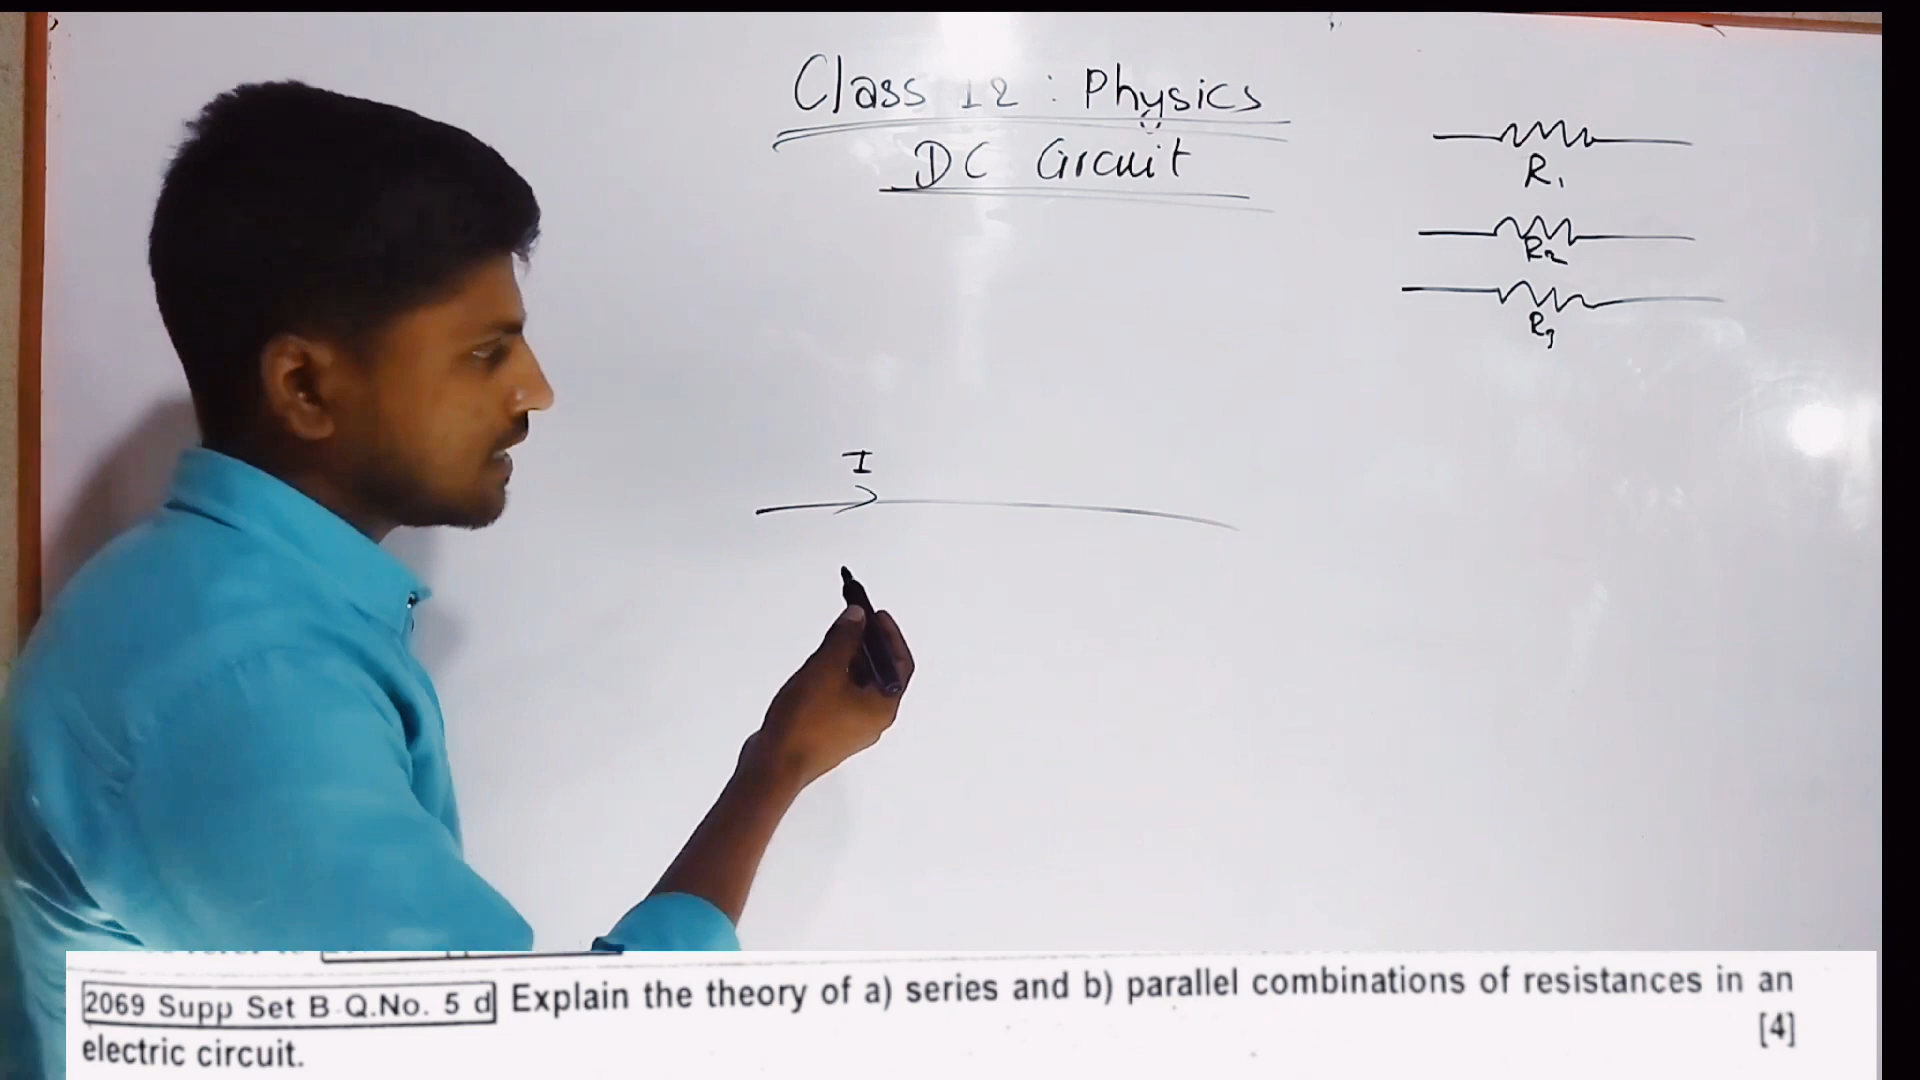 Class 12 : Physics
DC Circuit
R1
R2
R3
I
2069 Supp Set B Q.No. 5 d Explain the theory of a) series and b) parallel combinations of resistances in an
electric circuit. [4]